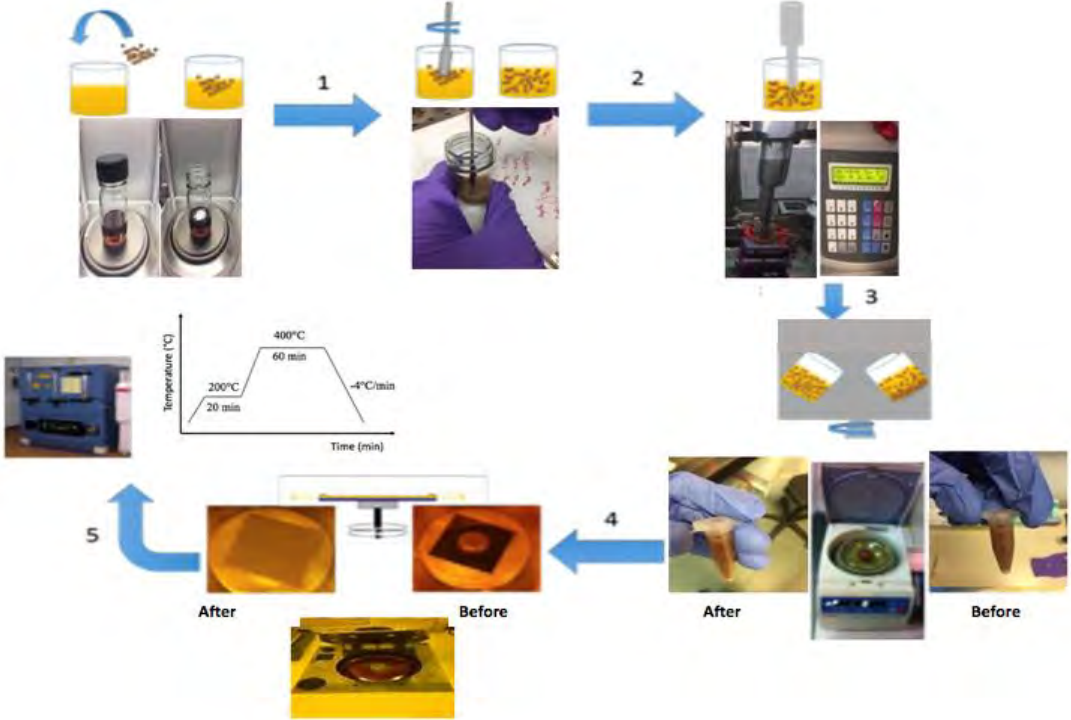 1
2
3
400°C
60 min
200°C
20 min
-4°C/min
Temperature (°C)
Time (min)
4
5
After
Before
After
Before